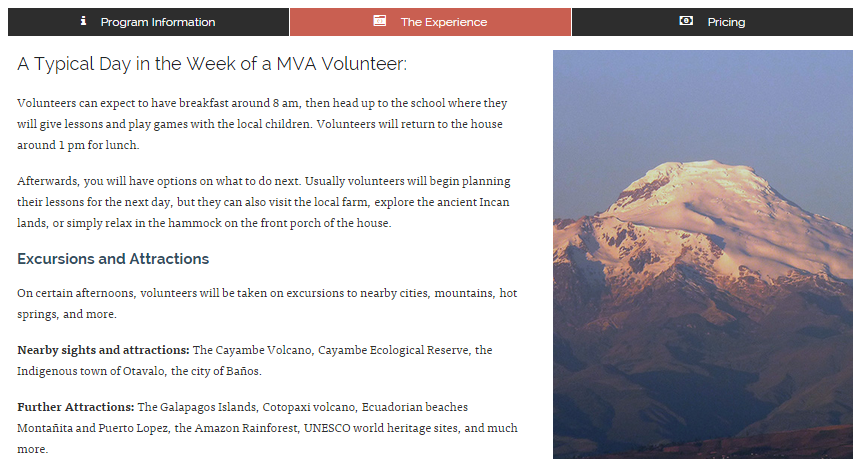 Program Information
The Experience
Pricing
A Typical Day in the Week of a MVA Volunteer:
Volunteers can expect to have breakfast around 8 am, then head up to the school where they
will give lessons and play games with the local children. Volunteers will return to the house
around 1 pm for lunch.
Afterwards, you will have options on what to do next. Usually volunteers will begin planning
their lessons for the next day, but they can also visit the local farm, explore the ancient Incan
lands, or simply relax in the hammock on the front porch of the house.
Excursions and Attractions
On certain afternoons, volunteers will be taken on excursions to nearby cities, mountains, hot
springs, and more.
Nearby sights and attractions: The Cayambe Volcano, Cayambe Ecological Reserve, the
Indigenous town of Otavalo, the city of Baños.
Further Attractions: The Galapagos Islands, Cotopaxi volcano, Ecuadorian beaches
Montañita and Puerto Lopez, the Amazon Rainforest, UNESCO world heritage sites, and much
more.